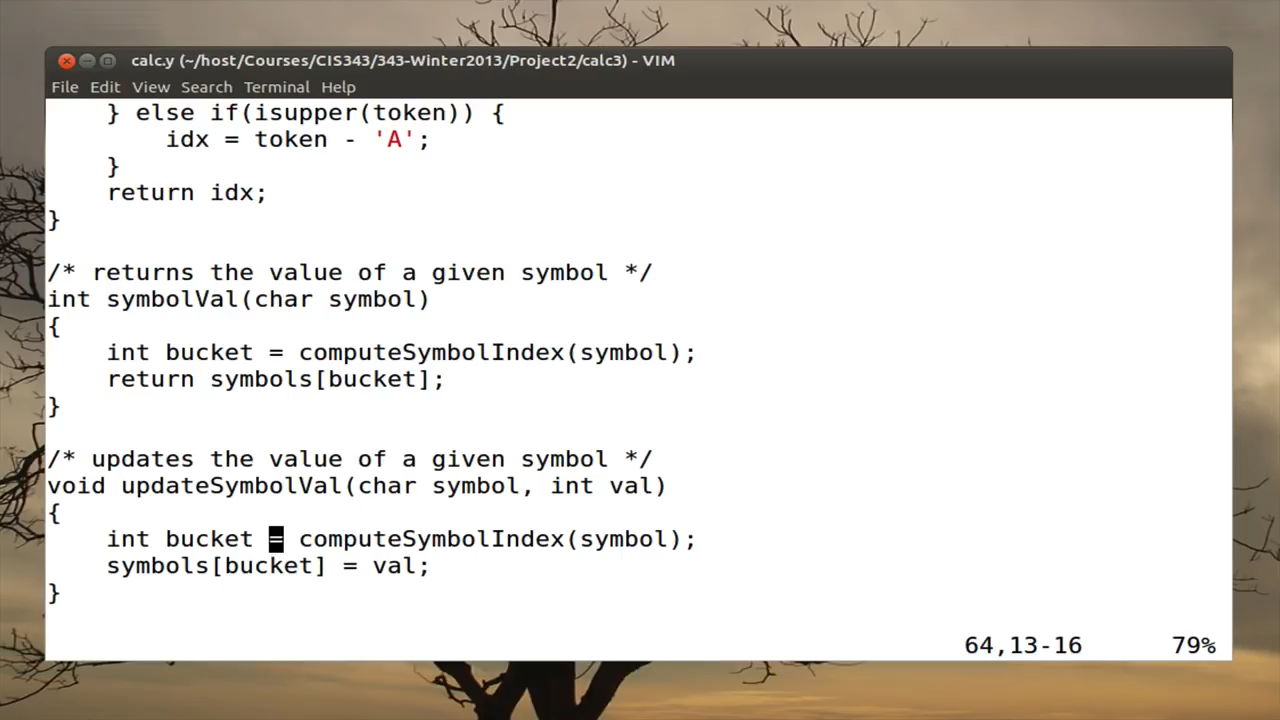 calc.y (~/host/Courses/CIS343/343-Winter2013/Project2/calc3) - VIM
File Edit View Search Terminal Help
    } else if(isupper(token)) {
        idx = token - 'A';
    }
    return idx;
}

/* returns the value of a given symbol */
int symbolVal(char symbol)
{
    int bucket = computeSymbolIndex(symbol);
    return symbols[bucket];
}

/* updates the value of a given symbol */
void updateSymbolVal(char symbol, int val)
{
    int bucket = computeSymbolIndex(symbol);
    symbols[bucket] = val;
}
64,13-16 79%